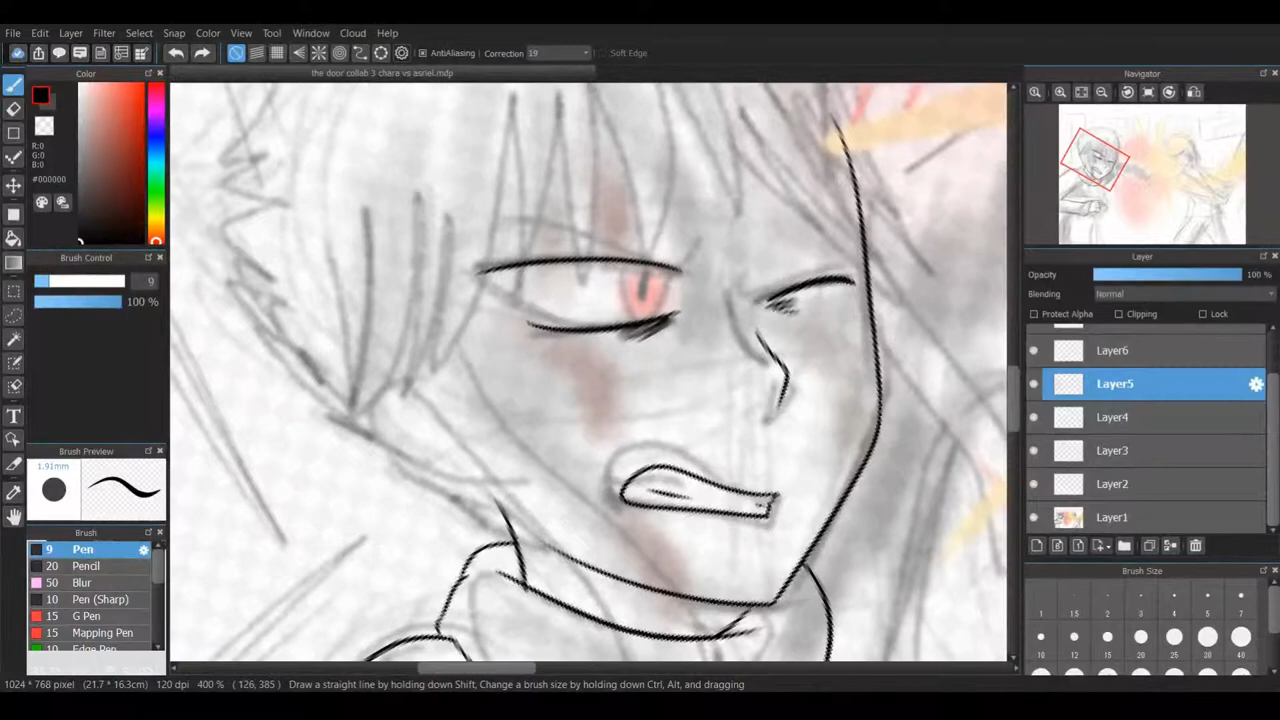 File Edit Layer Filter Select Snap Color View Tool Window Cloud Help
AntiAliasing Correction 19 Soft Edge
Color
the door collab 3 chara vs asriel.mdp
Navigator
R:0
G:0
B:0
#000000
Brush Control
9
100 %
Layer
Opacity 100 %
Blending Normal
Protect Alpha Clipping Lock
Layer6
Layer5
Layer4
Layer3
Layer2
Layer1
Brush Preview
1.91mm
Brush
9 Pen
20 Pencil
50 Blur
10 Pen (Sharp)
15 G Pen
15 Mapping Pen
10 Edge Pen
Brush Size
1 1.5 2 3 4 5 7
10 12 15 20 25 30 40
1024 * 768 pixel (21.7 * 16.3cm) 120 dpi 400 % ( 126, 385 ) Draw a straight line by holding down Shift, Change a brush size by holding down Ctrl, Alt, and dragging